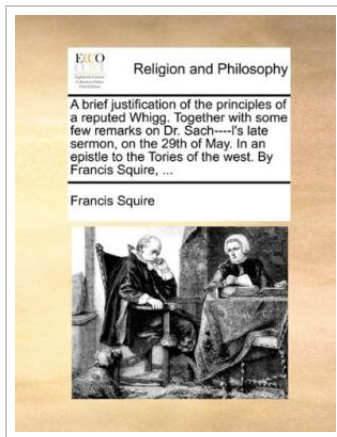 ECCO
Religion and Philosophy
A brief justification of the principles of
a reputed Whigg. Together with some
few remarks on Dr. Sach----l's late
sermon, on the 29th of May. In an
epistle to the Tories of the west. By
Francis Squire, ...
Francis Squire